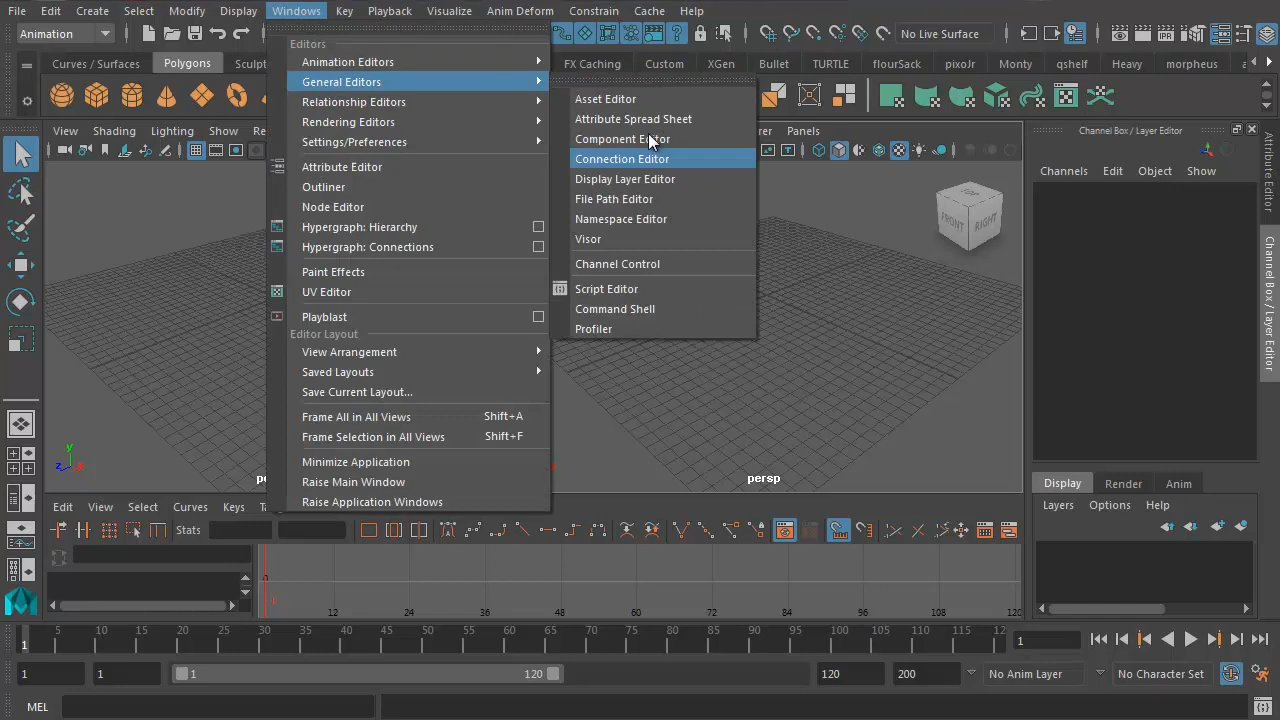 File Edit Create Select Modify Display Windows Key Playback Visualize Anim Deform Constrain Cache Help
Animation
No Live Surface
Curves / Surfaces Polygons Sculpt FX Caching Custom XGen Bullet TURTLE flourSack pixoJr Monty qshelf Heavy morpheus a
View Shading Lighting Show Re
rer Panels
Editors
Animation Editors
General Editors
Relationship Editors
Rendering Editors
Settings/Preferences
Attribute Editor
Outliner
Node Editor
Hypergraph: Hierarchy
Hypergraph: Connections
Paint Effects
UV Editor
Playblast
Editor Layout
View Arrangement
Saved Layouts
Save Current Layout...
Frame All in All Views Shift+A
Frame Selection in All Views Shift+F
Minimize Application
Raise Main Window
Raise Application Windows
Asset Editor
Attribute Spread Sheet
Component Editor
Connection Editor
Display Layer Editor
File Path Editor
Namespace Editor
Visor
Channel Control
Script Editor
Command Shell
Profiler
TOP
FRONT RIGHT
y
z x
pe
persp
Channel Box / Layer Editor
Channels Edit Object Show
Channel Box / Layer Editor
Attribute Editor
Display Render Anim
Layers Options Help
Edit View Select Curves Keys Ta
Stats
0
12 24 36 48 60 72 84 96 108 120
1 5 10 15 20 25 30 35 40 45 50 55 60 65 70 75 80 85 90 95 100 105 110 115 12
1
1 1 1 120 120 200 No Anim Layer No Character Set
MEL